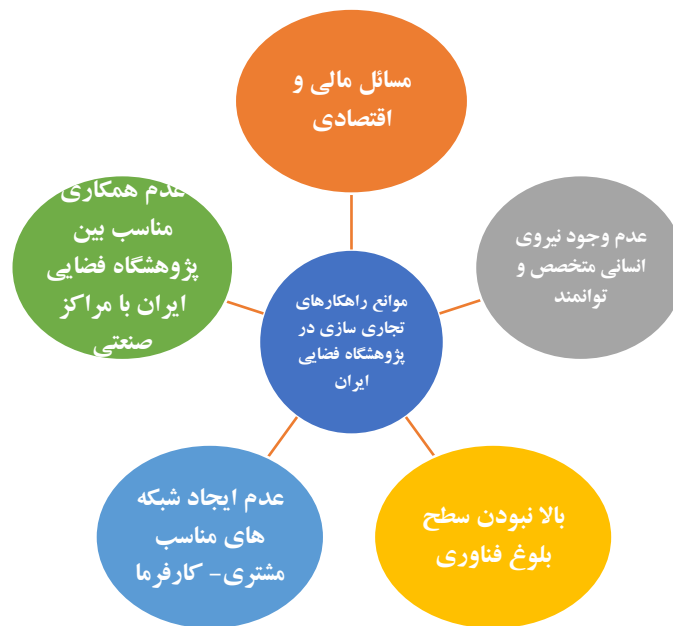 مسائل مالی و
اقتصادی
عدم وجود نیروی
انسانی متخصص و
توانمند
بالا نبودن سطح
بلوغ فناوری
عدم ایجاد شبکه
های مناسب
مشتری- کارفرما
عدم همکاری
مناسب بین
پژوهشگاه فضایی
ایران با مراکز
صنعتی
موانع راهکارهای
تجاری سازی در
پژوهشگاه فضایی
ایران